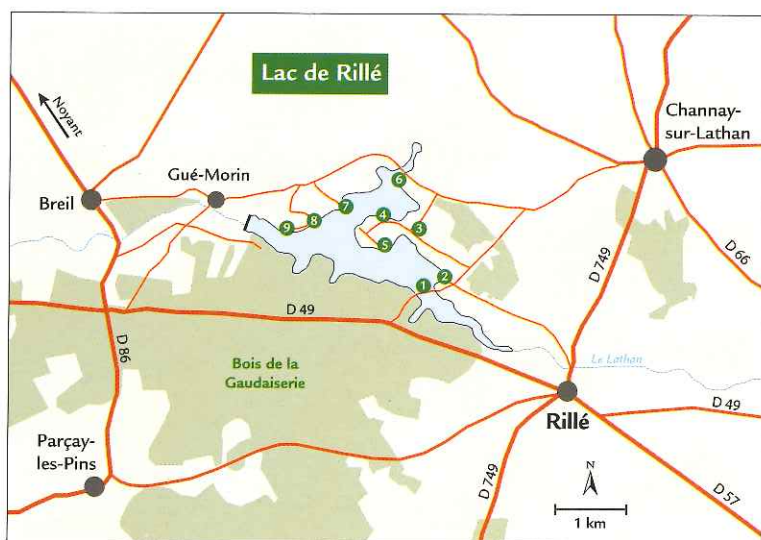 Lac de Rillé
Noyant
Channay-
sur-Lathan
Gué-Morin
Breil
6
7
4
8
9
3
5
2
1
D 749
D 66
D 49
D 86
Bois de la
Gaudaiserie
Le Lathan
Rillé
D 49
Parçay-
les-Pins
D 749
D 57
N
1 km